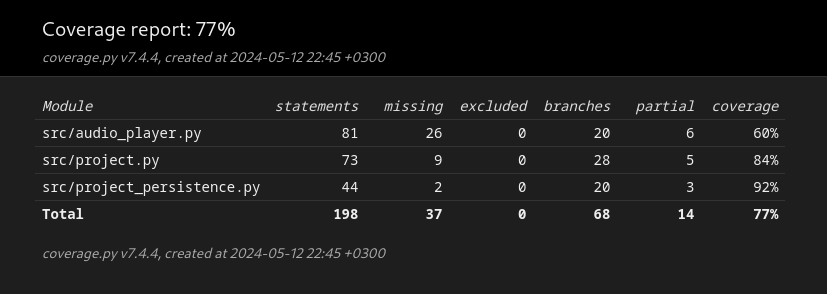 Coverage report: 77%
coverage.py v7.4.4, created at 2024-05-12 22:45 +0300
Module statements missing excluded branches partial coverage
src/audio_player.py 81 26 0 20 6 60%
src/project.py 73 9 0 28 5 84%
src/project_persistence.py 44 2 0 20 3 92%
Total 198 37 0 68 14 77%
coverage.py v7.4.4, created at 2024-05-12 22:45 +0300